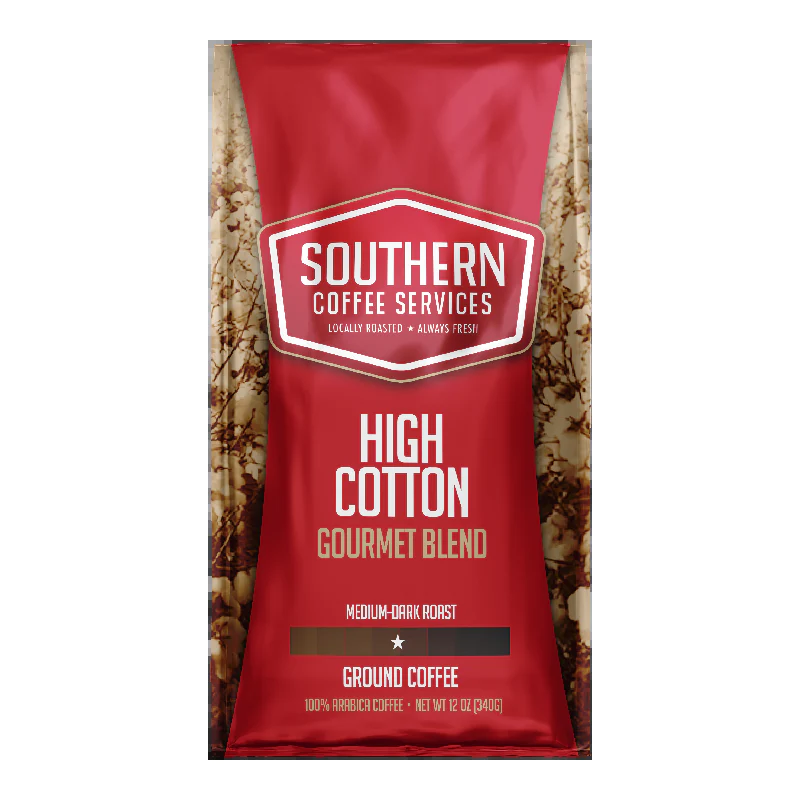 SOUTHERN
COFFEE SERVICES
LOCALLY ROASTED ★ ALWAYS FRESH
HIGH
COTTON
GOURMET BLEND
MEDIUM-DARK ROAST
★
GROUND COFFEE
100% ARABICA COFFEE • NET WT 12 OZ (340G)